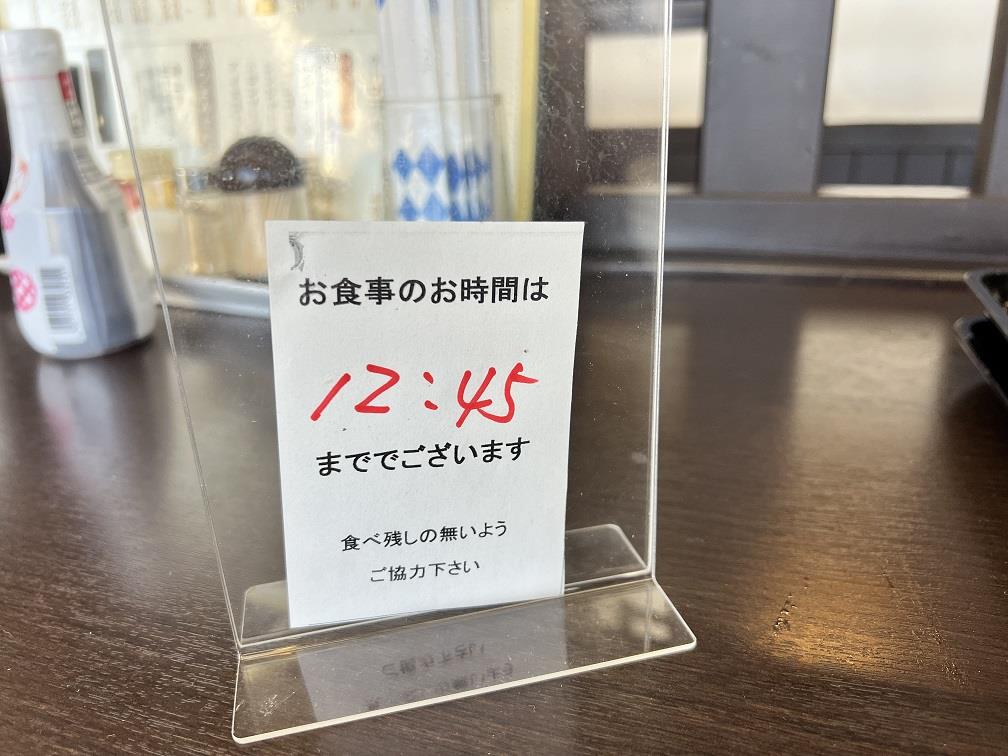 お食事のお時間は
12:45
まででございます
食べ残しの無いよう
ご協力下さい